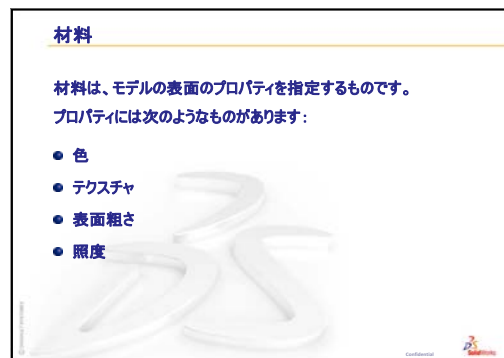 材料
材料は、モデルの表面のプロパティを指定するものです。
プロパティには次のようなものがあります：
色
テクスチャ
表面粗さ
照度
Confidential
SolidWorks